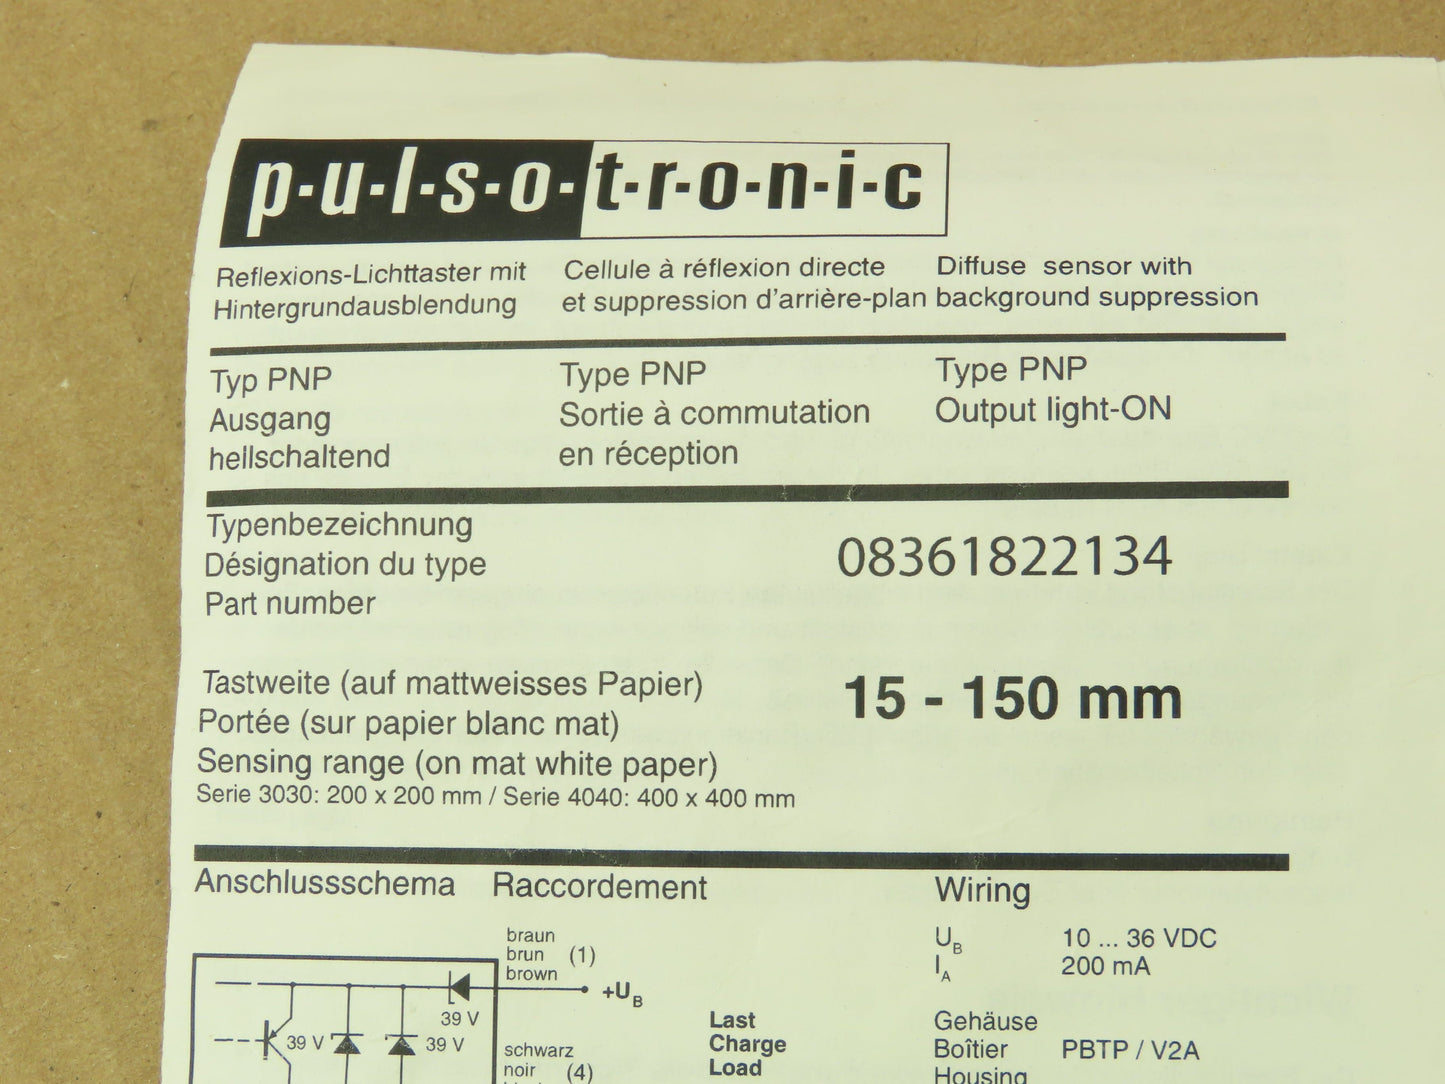 p-u-l-s-o-t-r-o-n-i-c
Reflexions-Lichttaster mit
Hintergrundausblendung
Cellule à réflexion directe
et suppression d'arrière-plan
Diffuse sensor with
background suppression
Typ PNP
Ausgang
hellschaltend
Type PNP
Sortie à commutation
en réception
Type PNP
Output light-ON
Typenbezeichnung
Désignation du type
Part number
08361822134
Tastweite (auf mattweisses Papier)
Portée (sur papier blanc mat)
Sensing range (on mat white paper)
15 - 150 mm
Serie 3030: 200 x 200 mm / Serie 4040: 400 x 400 mm
Anschlussschema
Raccordement
Wiring
braun
brun (1)
brown
+UB
39 V
39 V
39 V
schwarz
noir (4)
Last
Charge
Load
UB 10 ... 36 VDC
IA 200 mA
Gehäuse
Boîtier PBTP / V2A
Housing